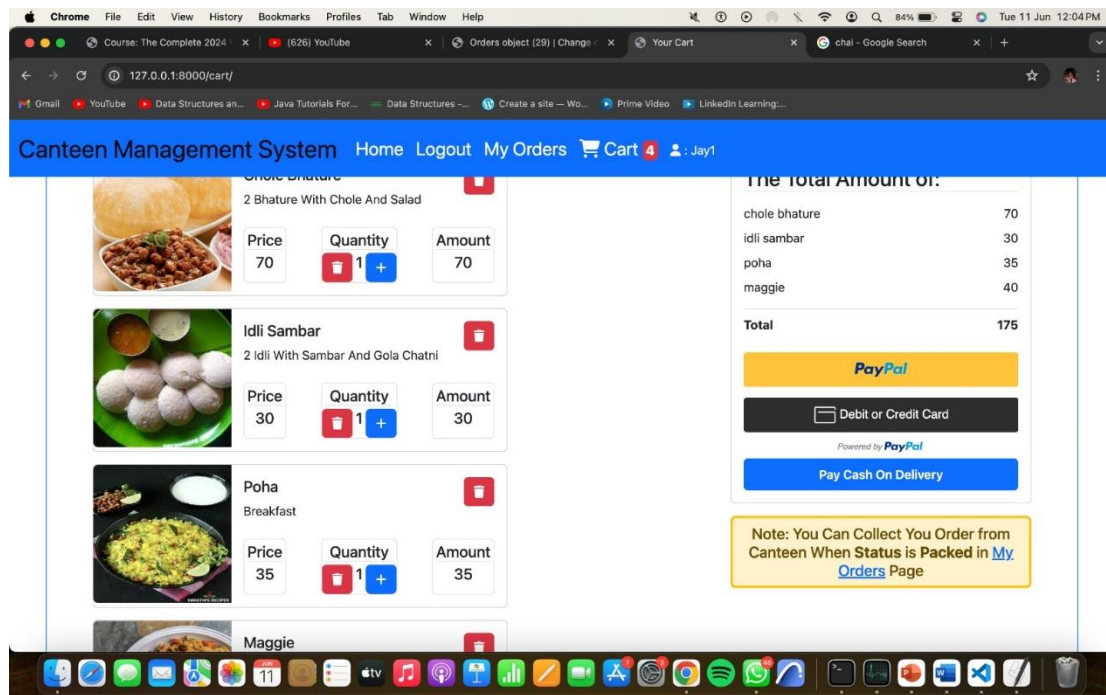 Chrome File Edit View History Bookmarks Profiles Tab Window Help 84% Tue 11 Jun 12:04 PM
Course: The Complete 2024 (626) YouTube Orders object (29) | Change Your Cart chai - Google Search
127.0.0.1:8000/cart/
Gmail YouTube Data Structures an... Java Tutorials For... Data Structures -... Create a site — Wo... Prime Video LinkedIn Learning:...
Canteen Management System Home Logout My Orders Cart 4 : Jay1
Chole Bhature
2 Bhature With Chole And Salad
Price Quantity Amount
70 1 + 70
Idli Sambar
2 Idli With Sambar And Gola Chatni
Price Quantity Amount
30 1 + 30
Poha
Breakfast
Price Quantity Amount
35 1 + 35
Maggie
The Total Amount of:
chole bhature 70
idli sambar 30
poha 35
maggie 40
Total 175
PayPal
Debit or Credit Card
Powered by PayPal
Pay Cash On Delivery
Note: You Can Collect You Order from
Canteen When Status is Packed in My
Orders Page
JUN
11
tv